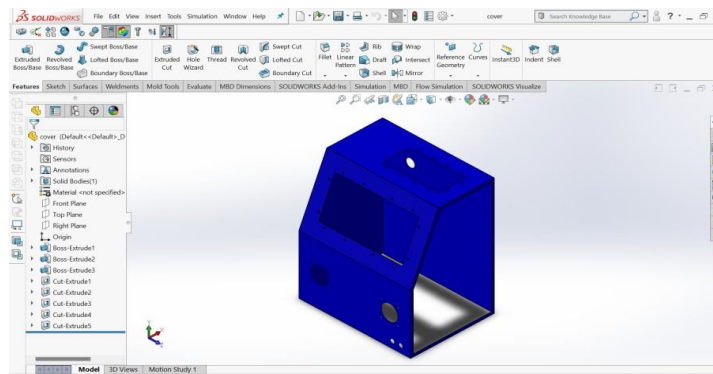 SOLIDWORKS File Edit View Insert Tools Simulation Window Help cover Search Knowledge Base
Extruded Boss/Base
Revolved Boss/Base
Swept Boss/Base
Lofted Boss/Base
Boundary Boss/Base
Extruded Cut
Hole Wizard
Thread
Revolved Cut
Swept Cut
Lofted Cut
Boundary Cut
Fillet
Linear Pattern
Rib
Draft
Shell
Wrap
Intersect
Mirror
Reference Geometry
Curves
Instant3D
Indent
Shell
Features Sketch Surfaces Weldments Mold Tools Evaluate MBD Dimensions SOLIDWORKS Add-Ins Simulation MBD Flow Simulation SOLIDWORKS Visualize
cover (Default<<Default>_D
History
Sensors
Annotations
Solid Bodies(1)
Material <not specified>
Front Plane
Top Plane
Right Plane
Origin
Boss-Extrude1
Boss-Extrude2
Boss-Extrude3
Cut-Extrude1
Cut-Extrude2
Cut-Extrude3
Cut-Extrude4
Cut-Extrude5
Model 3D Views Motion Study 1